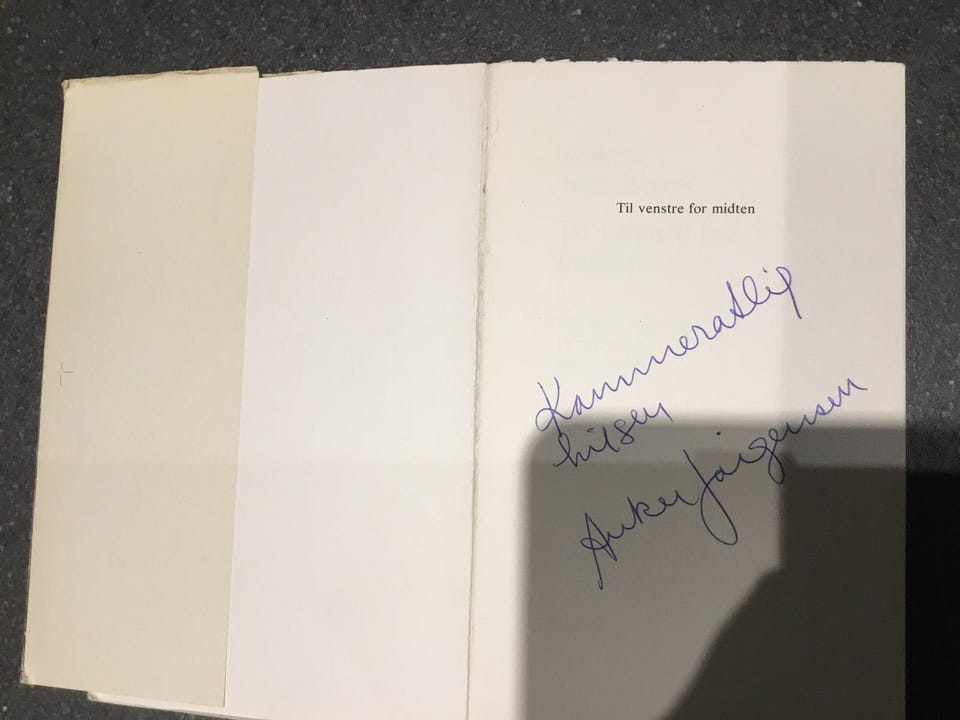 Til venstre for midten
Kammeratlig
hilsen
Anker Jørgensen